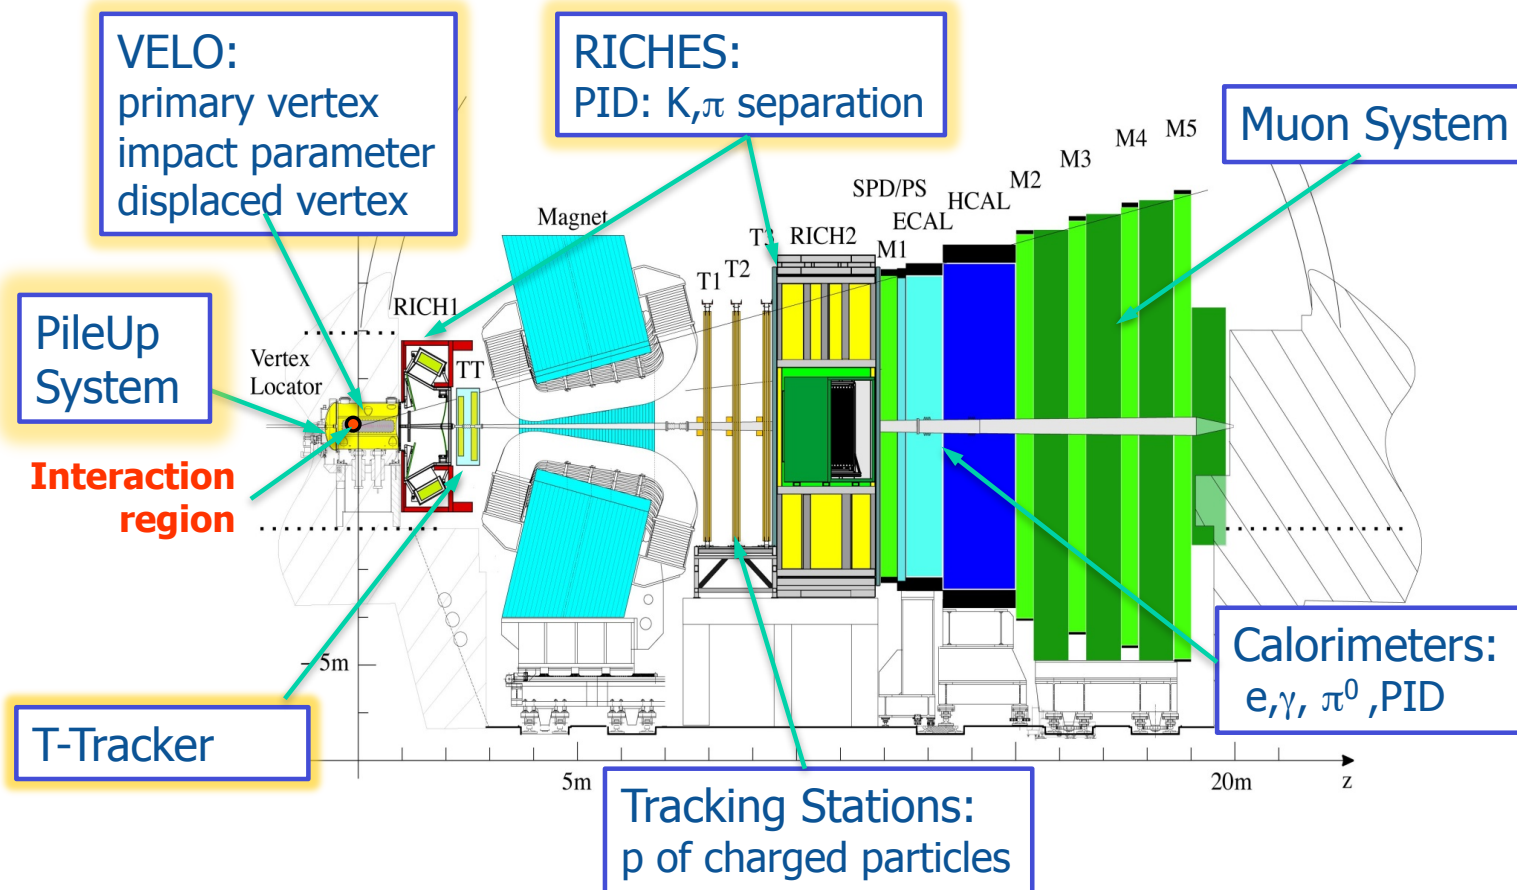 VELO:
primary vertex
impact parameter
displaced vertex
RICHES:
PID: K,π separation
Muon System
PileUp
System
Interaction
region
T-Tracker
Tracking Stations:
p of charged particles
Calorimeters:
e,γ, π⁰ ,PID
Vertex
Locator
RICH1
TT
Magnet
T1
T2
T3
RICH2
M1
SPD/PS
ECAL
HCAL
M2
M3
M4
M5
5m
5m
20m
z